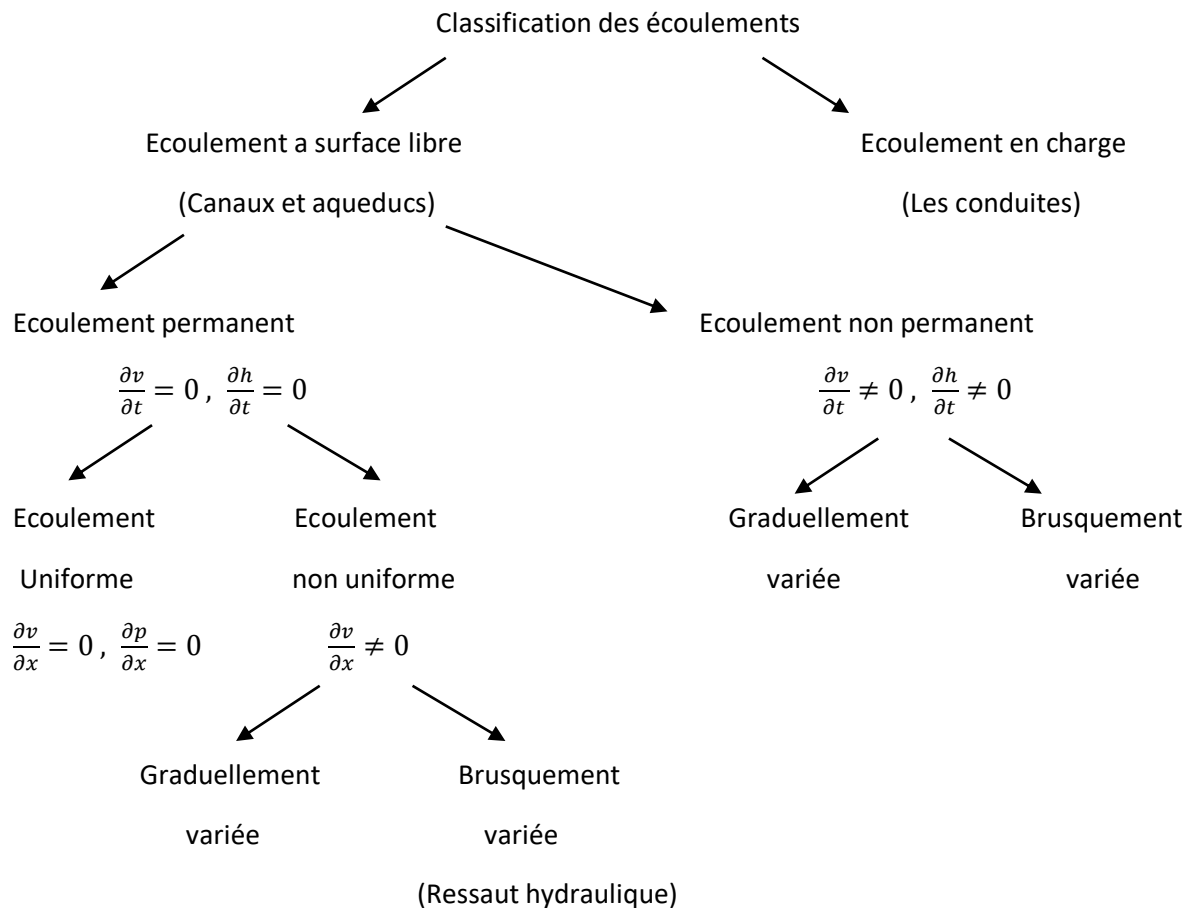 Classification des écoulements
Ecoulement a surface libre
Ecoulement en charge
(Canaux et aqueducs)
(Les conduites)
Ecoulement permanent
Ecoulement non permanent
∂v/∂t = 0 , ∂h/∂t = 0
∂v/∂t ≠ 0 , ∂h/∂t ≠ 0
Ecoulement
Ecoulement
Graduellement
Brusquement
Uniforme
non uniforme
variée
variée
∂v/∂x = 0 , ∂p/∂x = 0
∂v/∂x ≠ 0
Graduellement
Brusquement
variée
variée
(Ressaut hydraulique)